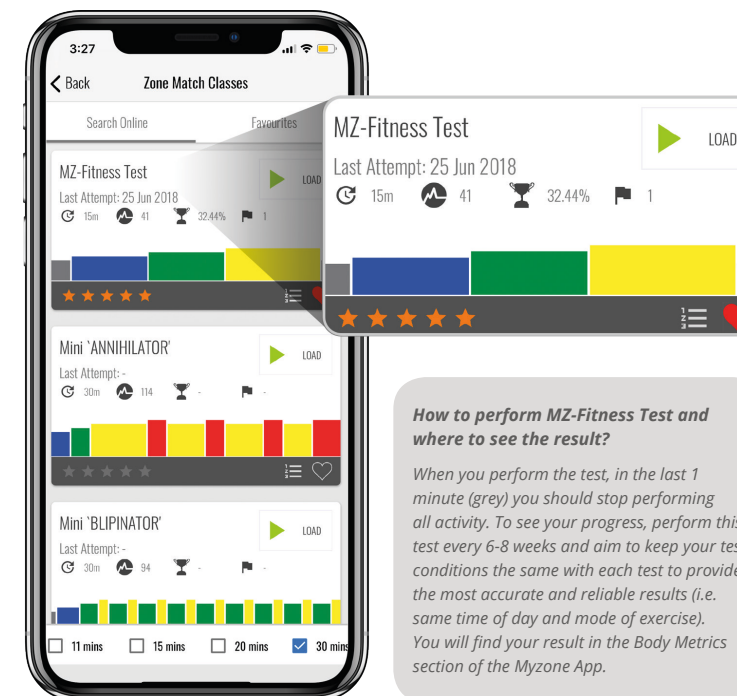 3:27
Back
Zone Match Classes
Search Online
Favourites
MZ-Fitness Test
LOAD
Last Attempt: 25 Jun 2018
15m 41 32.44% 1
Mini `ANNIHILATOR'
LOAD
Last Attempt: -
30m 114 - -
Mini `BLIPINATOR'
LOAD
Last Attempt: -
30m 94 - -
11 mins 15 mins 20 mins 30 mins
MZ-Fitness Test
LOAD
Last Attempt: 25 Jun 2018
15m 41 32.44% 1
How to perform MZ-Fitness Test and
where to see the result?
When you perform the test, in the last 1
minute (grey) you should stop performing
all activity. To see your progress, perform this
test every 6-8 weeks and aim to keep your tes
conditions the same with each test to provide
the most accurate and reliable results (i.e.
same time of day and mode of exercise).
You will find your result in the Body Metrics
section of the Myzone App.